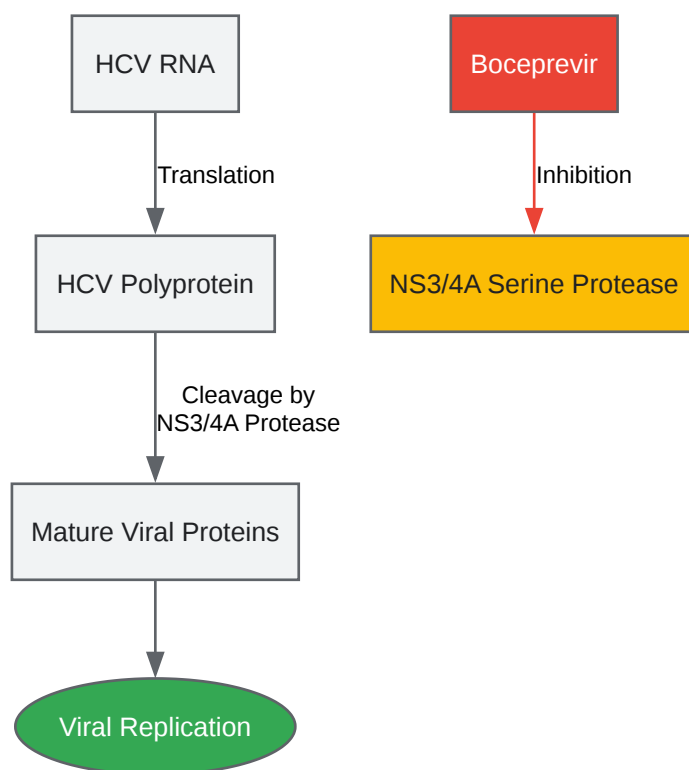 HCV RNA
Boceprevir
Translation
Inhibition
HCV Polyprotein
NS3/4A Serine Protease
Cleavage by
NS3/4A Protease
Mature Viral Proteins
Viral Replication